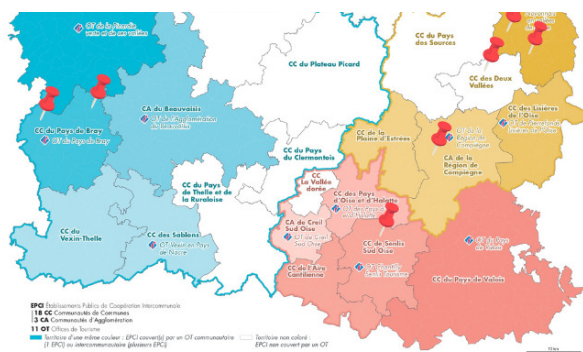 OT de la Picardie
verte et de ses vallées
CC du Pays
des Sources
CC du Plateau Picard
CC des Deux
Vallées
CA du Beauvaisis
OT de l'Agglomération
du Beauvaisis
CC du Pays de Bray
OT du Pays de Bray
CC des Lisières
de l'Oise
CC de la
Plaine d'Estrées
OT de la
Région de
Compiègne
CA de la
Région de
Compiègne
CC du Pays
du Clermontois
CC
La Vallée
dorée
CC du Pays
de Thelle et de
la Ruraloise
CC des Pays
d'Oise et d'Halatte
CA de Creil
Sud Oise
OT de Creil
Sud Oise
CC du
Vexin-Thelle
CC des Sablons
OT Vexin en Pays
de Nacre
CC de Senlis
Sud Oise
OT du Pays
de Valois
CC de l'Aire
Cantilienne
CC du Pays de Valois
EPCI Établissements Publics de Coopération Intercommunale
18 CC Communautés de Communes
3 CA Communautés d'Agglomération
11 OT Offices de Tourisme
Territoire d'une même couleur : EPCI couvert(s) par un OT communautaire
(1 EPCI) ou intercommunautaire (plusieurs EPCI)
Territoire non coloré :
EPCI non couvert par un OT